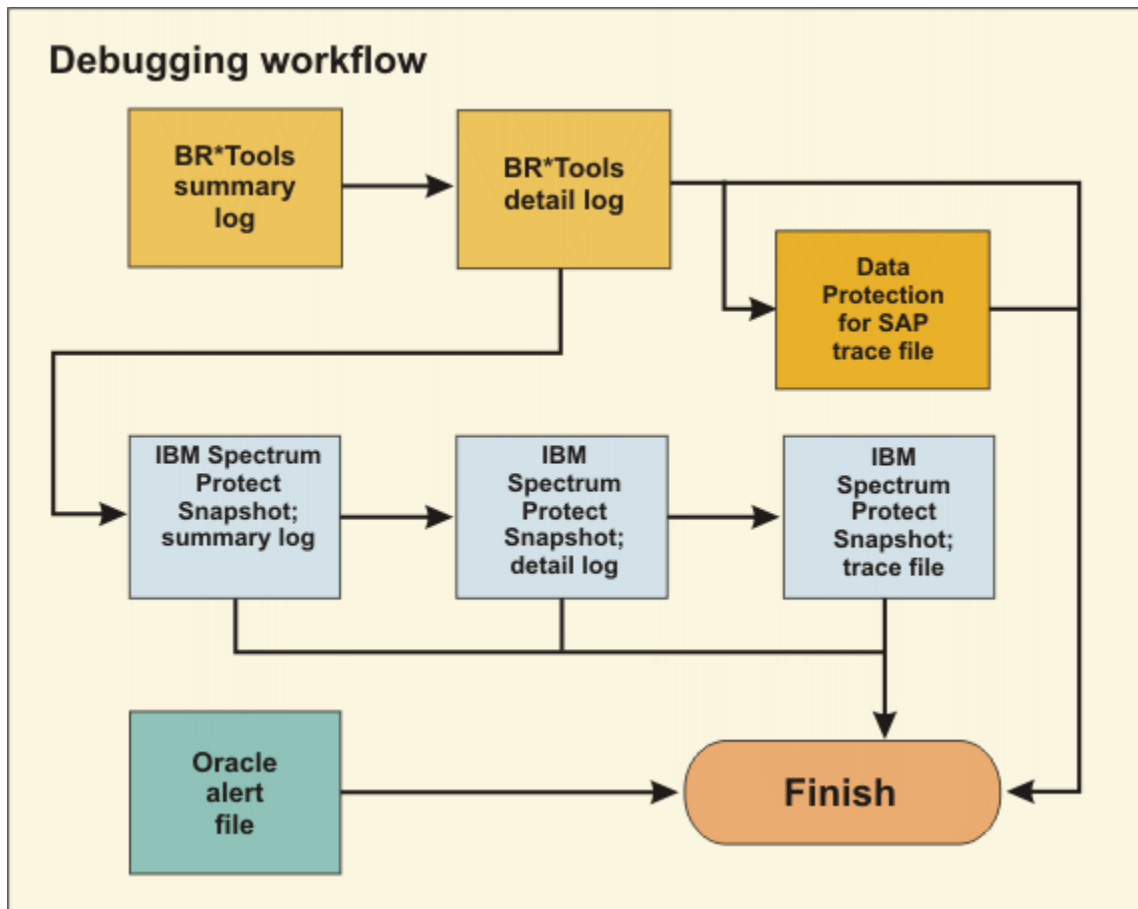 Debugging workflow
BR*Tools
summary
log
BR*Tools
detail log
Data
Protection
for SAP
trace file
IBM Spectrum
Protect
Snapshot;
summary log
IBM
Spectrum
Protect
Snapshot;
detail log
IBM
Spectrum
Protect
Snapshot;
trace file
Oracle
alert
file
Finish